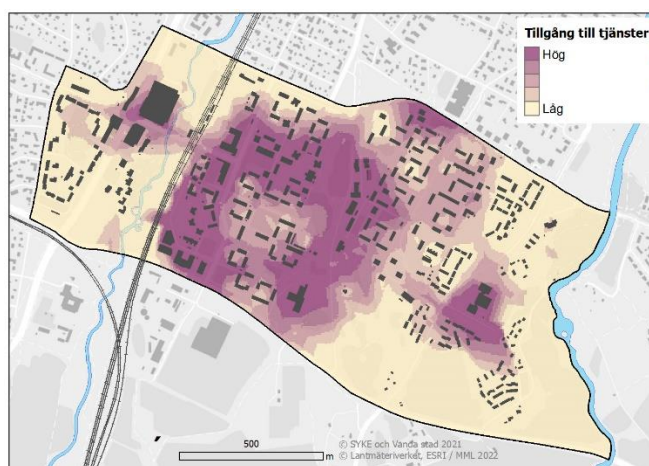 Tillgång till tjänster
Hög
Låg
500
m
© SYKE och Vanda stad 2021
© Lantmäteriverket, ESRI / MML 2022